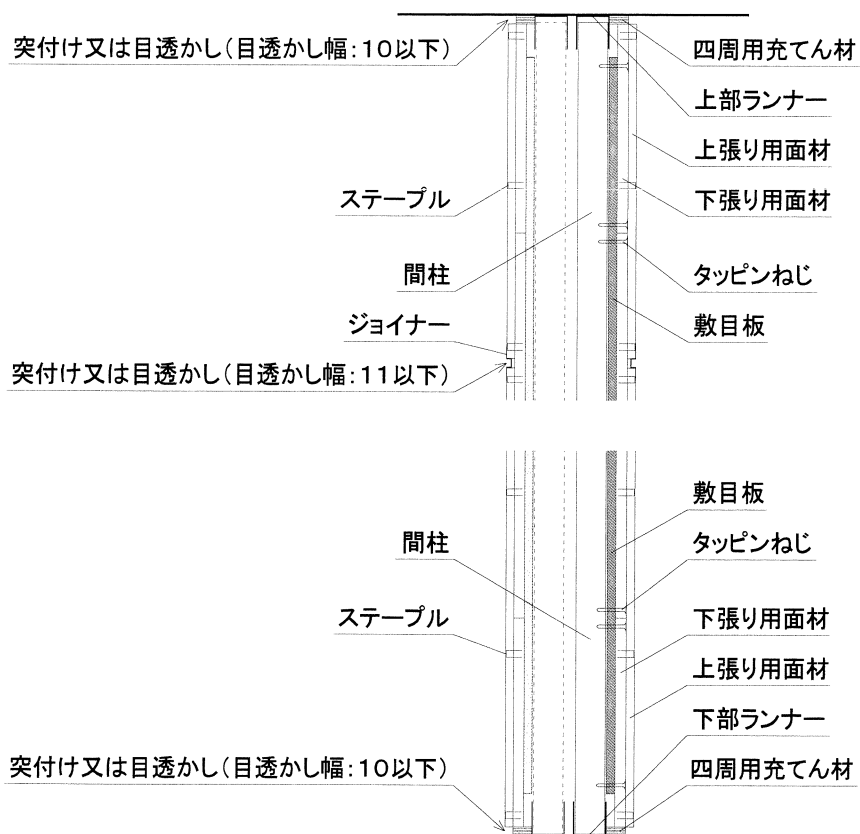 突付け又は目透かし(目透かし幅:10以下)
四周用充てん材
上部ランナー
上張り用面材
ステープル
下張り用面材
間柱
タッピンねじ
ジョイナー
敷目板
突付け又は目透かし(目透かし幅:11以下)
敷目板
間柱
タッピンねじ
ステープル
下張り用面材
上張り用面材
下部ランナー
突付け又は目透かし(目透かし幅:10以下)
四周用充てん材